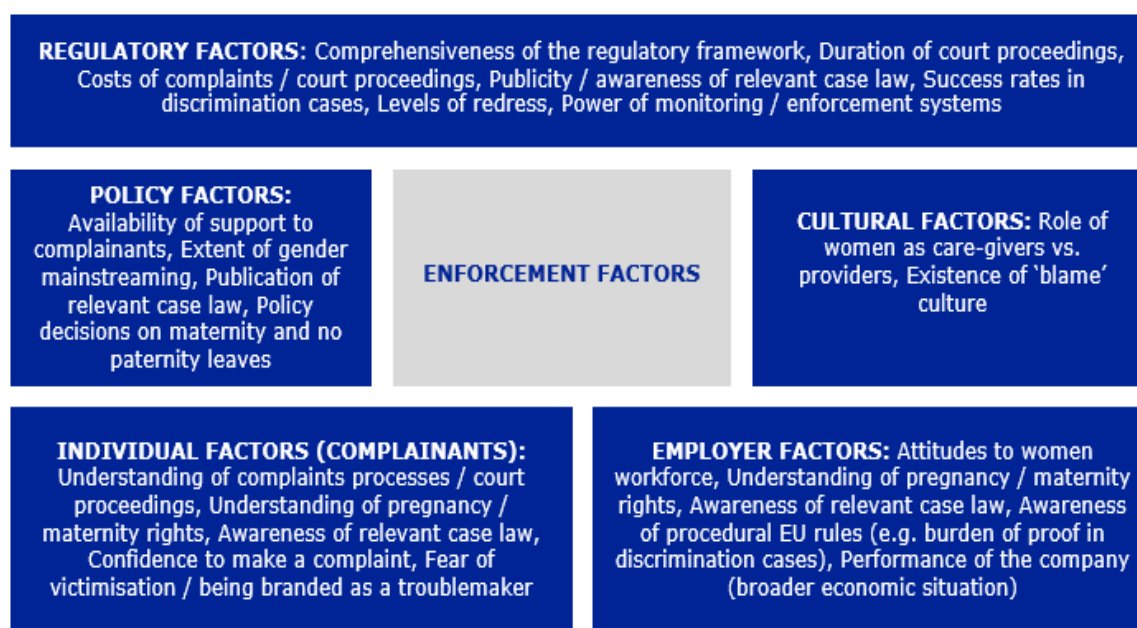 REGULATORY FACTORS: Comprehensiveness of the regulatory framework, Duration of court proceedings,
Costs of complaints / court proceedings, Publicity / awareness of relevant case law, Success rates in
discrimination cases, Levels of redress, Power of monitoring / enforcement systems
POLICY FACTORS:
Availability of support to
complainants, Extent of gender
mainstreaming, Publication of
relevant case law, Policy
decisions on maternity and no
paternity leaves
ENFORCEMENT FACTORS
CULTURAL FACTORS: Role of
women as care-givers vs.
providers, Existence of ‘blame’
culture
INDIVIDUAL FACTORS (COMPLAINANTS):
Understanding of complaints processes / court
proceedings, Understanding of pregnancy /
maternity rights, Awareness of relevant case law,
Confidence to make a complaint, Fear of
victimisation / being branded as a troublemaker
EMPLOYER FACTORS: Attitudes to women
workforce, Understanding of pregnancy / maternity
rights, Awareness of relevant case law, Awareness
of procedural EU rules (e.g. burden of proof in
discrimination cases), Performance of the company
(broader economic situation)